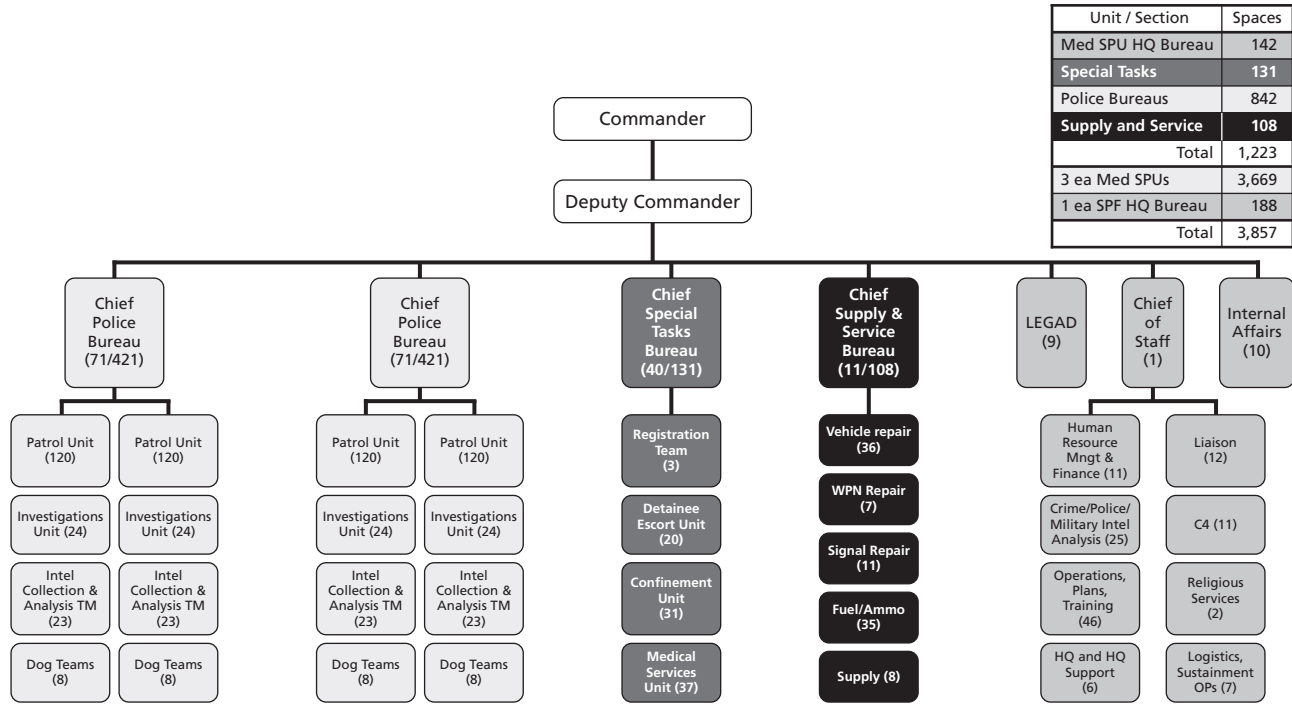 Unit / Section Spaces
Med SPU HQ Bureau 142
Special Tasks 131
Police Bureaus 842
Supply and Service 108
Total 1,223
3 ea Med SPUs 3,669
1 ea SPF HQ Bureau 188
Total 3,857
Commander
Deputy Commander
Chief
Police
Bureau
(71/421)
Chief
Police
Bureau
(71/421)
Chief
Special
Tasks
Bureau
(40/131)
Chief
Supply &
Service
Bureau
(11/108)
LEGAD
(9)
Chief
of
Staff
(1)
Internal
Affairs
(10)
Patrol Unit
(120)
Patrol Unit
(120)
Patrol Unit
(120)
Patrol Unit
(120)
Registration
Team
(3)
Vehicle repair
(36)
Human
Resource
Mngt &
Finance (11)
Liaison
(12)
Investigations
Unit (24)
Investigations
Unit (24)
Investigations
Unit (24)
Investigations
Unit (24)
Detainee
Escort Unit
(20)
WPN Repair
(7)
Crime/Police/
Military Intel
Analysis (25)
C4 (11)
Intel
Collection &
Analysis TM
(23)
Intel
Collection &
Analysis TM
(23)
Intel
Collection &
Analysis TM
(23)
Intel
Collection &
Analysis TM
(23)
Confinement
Unit
(31)
Signal Repair
(11)
Fuel/Ammo
(35)
Operations,
Plans,
Training
(46)
Religious
Services
(2)
Dog Teams
(8)
Dog Teams
(8)
Dog Teams
(8)
Dog Teams
(8)
Medical
Services
Unit (37)
Supply (8)
HQ and HQ
Support
(6)
Logistics,
Sustainment
OPs (7)